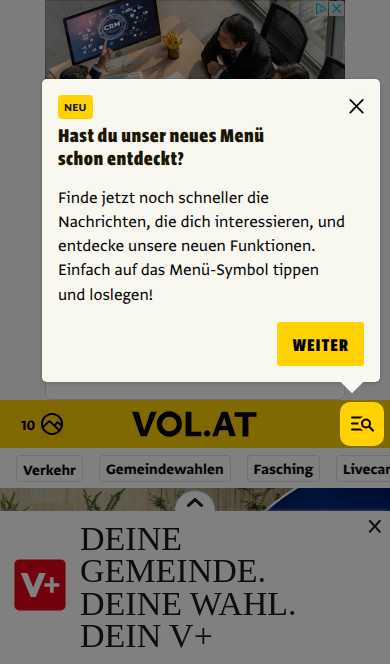 CRM
NEU
Hast du unser neues Menü
schon entdeckt?
Finde jetzt noch schneller die
Nachrichten, die dich interessieren, und
entdecke unsere neuen Funktionen.
Einfach auf das Menü-Symbol tippen
und loslegen!
WEITER
10 VOL.AT
Verkehr Gemeindewahlen Fasching Livecar
V+
DEINE
GEMEINDE.
DEINE WAHL.
DEIN V+